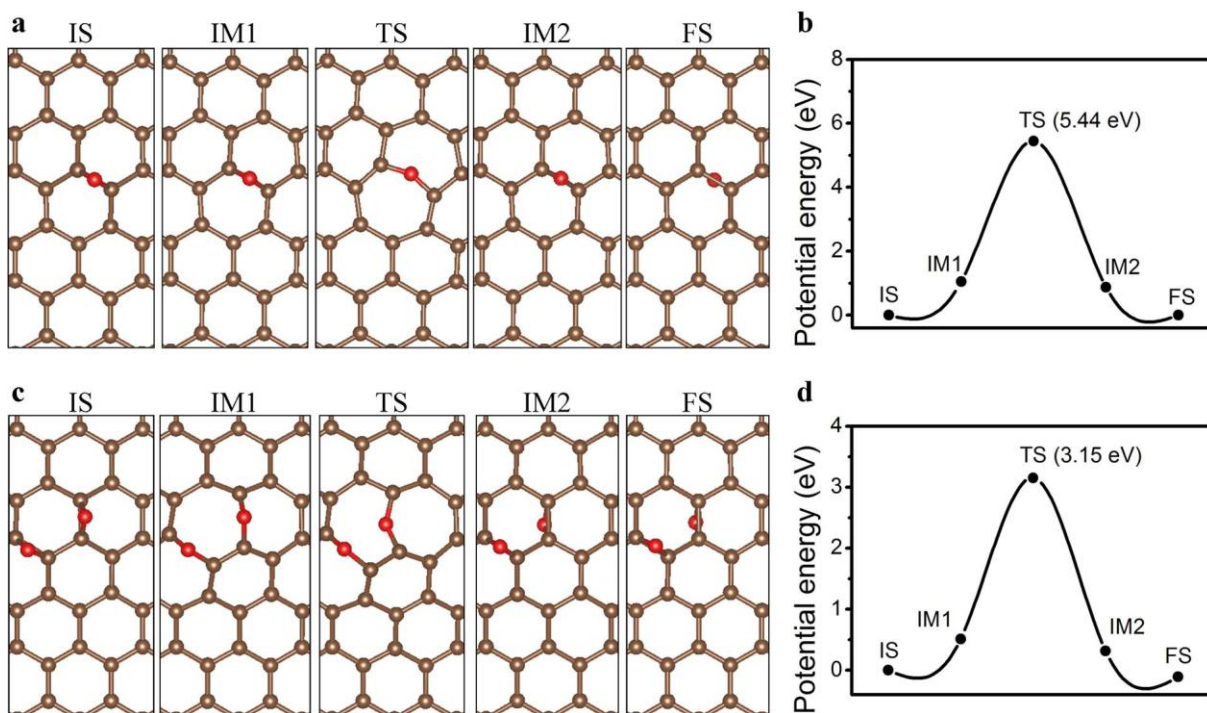 a
IS IM1 TS IM2 FS
b
Potential energy (eV)
8
6
4
2
0
IS
IM1
TS (5.44 eV)
IM2
FS
c
IS IM1 TS IM2 FS
d
Potential energy (eV)
4
3
2
1
0
IS
IM1
TS (3.15 eV)
IM2
FS